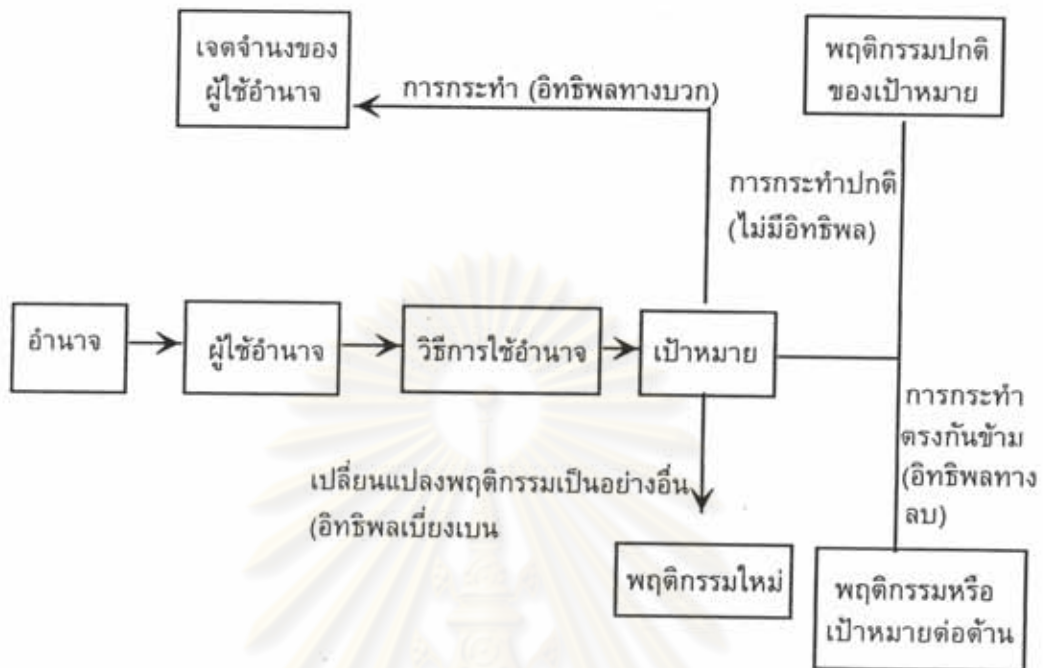 เจตจำนงของ
ผู้ใช้อำนาจ
การกระทำ (อิทธิพลทางบวก)
พฤติกรรมปกติ
ของเป้าหมาย
การกระทำปกติ
(ไม่มีอิทธิพล)
อำนาจ
ผู้ใช้อำนาจ
วิธีการใช้อำนาจ
เป้าหมาย
การกระทำ
ตรงกันข้าม
(อิทธิพลทาง
ลบ)
เปลี่ยนแปลงพฤติกรรมเป็นอย่างอื่น
(อิทธิพลเบี่ยงเบน
พฤติกรรมใหม่
พฤติกรรมหรือ
เป้าหมายต่อต้าน